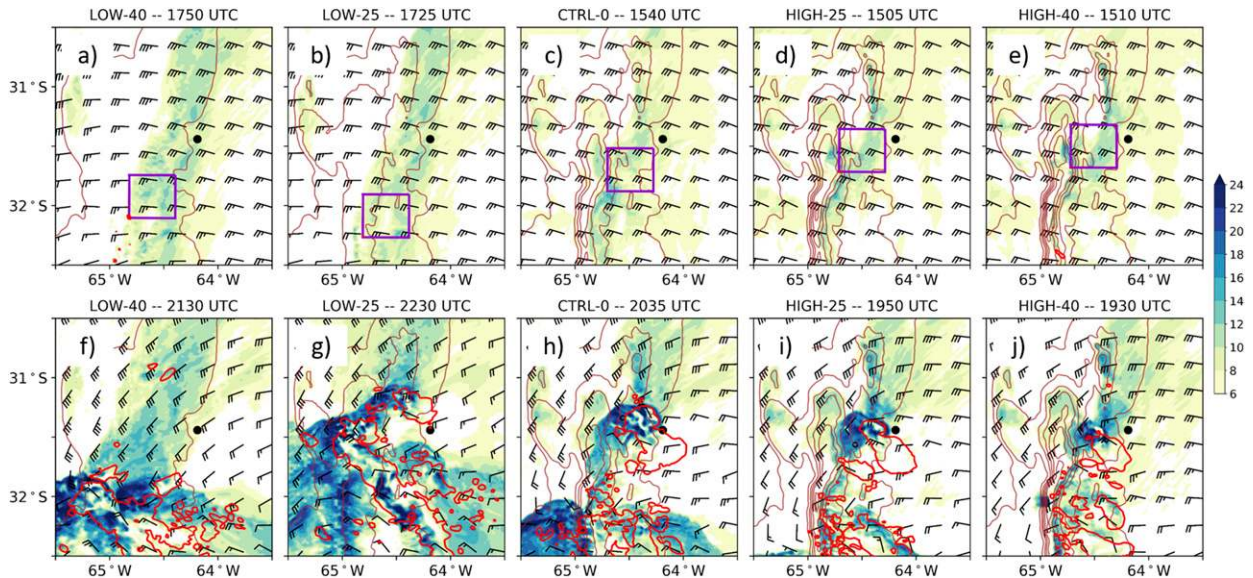 LOW-40 -- 1750 UTC
LOW-25 -- 1725 UTC
CTRL-0 -- 1540 UTC
HIGH-25 -- 1505 UTC
HIGH-40 -- 1510 UTC
a)
b)
c)
d)
e)
31°S
32°S
65°W 64°W
65°W 64°W
65°W 64°W
65°W 64°W
65°W 64°W
24
22
20
18
16
14
12
10
8
6
LOW-40 -- 2130 UTC
LOW-25 -- 2230 UTC
CTRL-0 -- 2035 UTC
HIGH-25 -- 1950 UTC
HIGH-40 -- 1930 UTC
f)
g)
h)
i)
j)
31°S
32°S
65°W 64°W
65°W 64°W
65°W 64°W
65°W 64°W
65°W 64°W